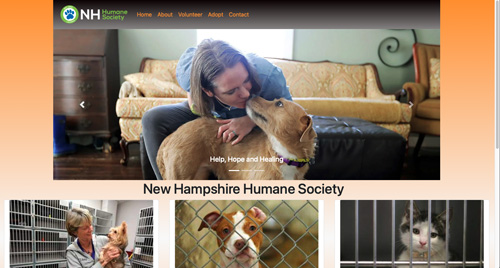 NH Humane Society
Home About Volunteer Adopt Contact
Help, Hope and Healing
New Hampshire Humane Society